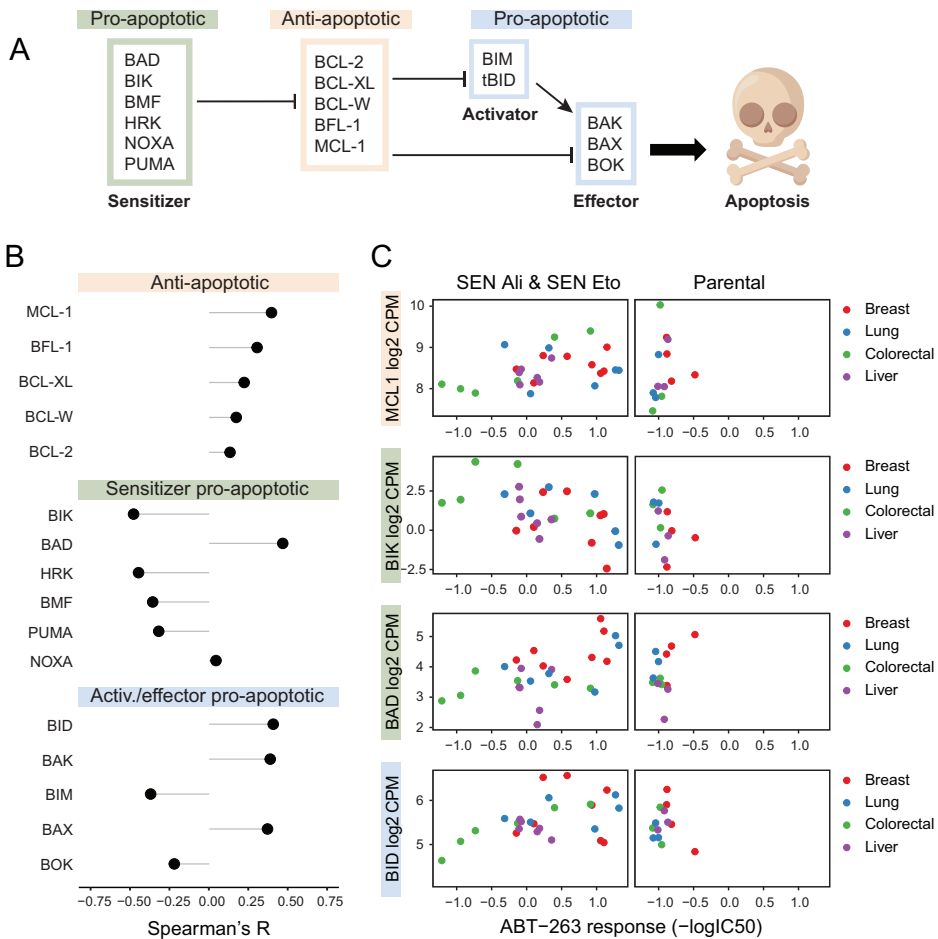 A
Pro-apoptotic
Anti-apoptotic
Pro-apoptotic
BAD
BIK
BMF
HRK
NOXA
PUMA
Sensitizer
BCL-2
BCL-XL
BCL-W
BFL-1
MCL-1
BIM
tBID
Activator
BAK
BAX
BOK
Effector
Apoptosis
B
Anti-apoptotic
MCL-1
BFL-1
BCL-XL
BCL-W
BCL-2
Sensitizer pro-apoptotic
BIK
BAD
HRK
BMF
PUMA
NOXA
Activ./effector pro-apoptotic
BID
BAK
BIM
BAX
BOK
−0.75 −0.50 −0.25 0.00 0.25 0.50 0.75
Spearman's R
C
SEN Ali & SEN Eto
Parental
MCL1 log2 CPM
10
9
8
−1.0 −0.5 0.0 0.5 1.0
−1.0 −0.5 0.0 0.5 1.0
Breast
Lung
Colorectal
Liver
BIK log2 CPM
2.5
0.0
−2.5
−1.0 −0.5 0.0 0.5 1.0
−1.0 −0.5 0.0 0.5 1.0
Breast
Lung
Colorectal
Liver
BAD log2 CPM
5
4
3
2
−1.0 −0.5 0.0 0.5 1.0
−1.0 −0.5 0.0 0.5 1.0
Breast
Lung
Colorectal
Liver
BID log2 CPM
6
5
−1.0 −0.5 0.0 0.5 1.0
−1.0 −0.5 0.0 0.5 1.0
Breast
Lung
Colorectal
Liver
ABT−263 response (−logIC50)